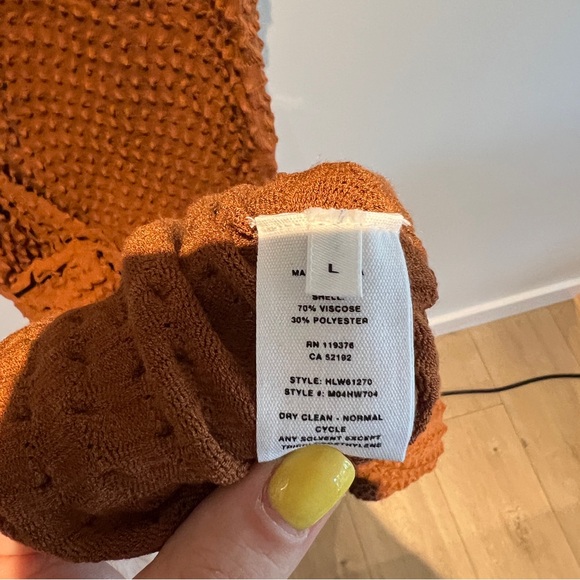 L
SHELL:
70% VISCOSE
30% POLYESTER
RN 119376
CA 52192
STYLE: HLW61270
STYLE #: M04HW704
DRY CLEAN - NORMAL
CYCLE
ANY SOLVENT EXCEPT